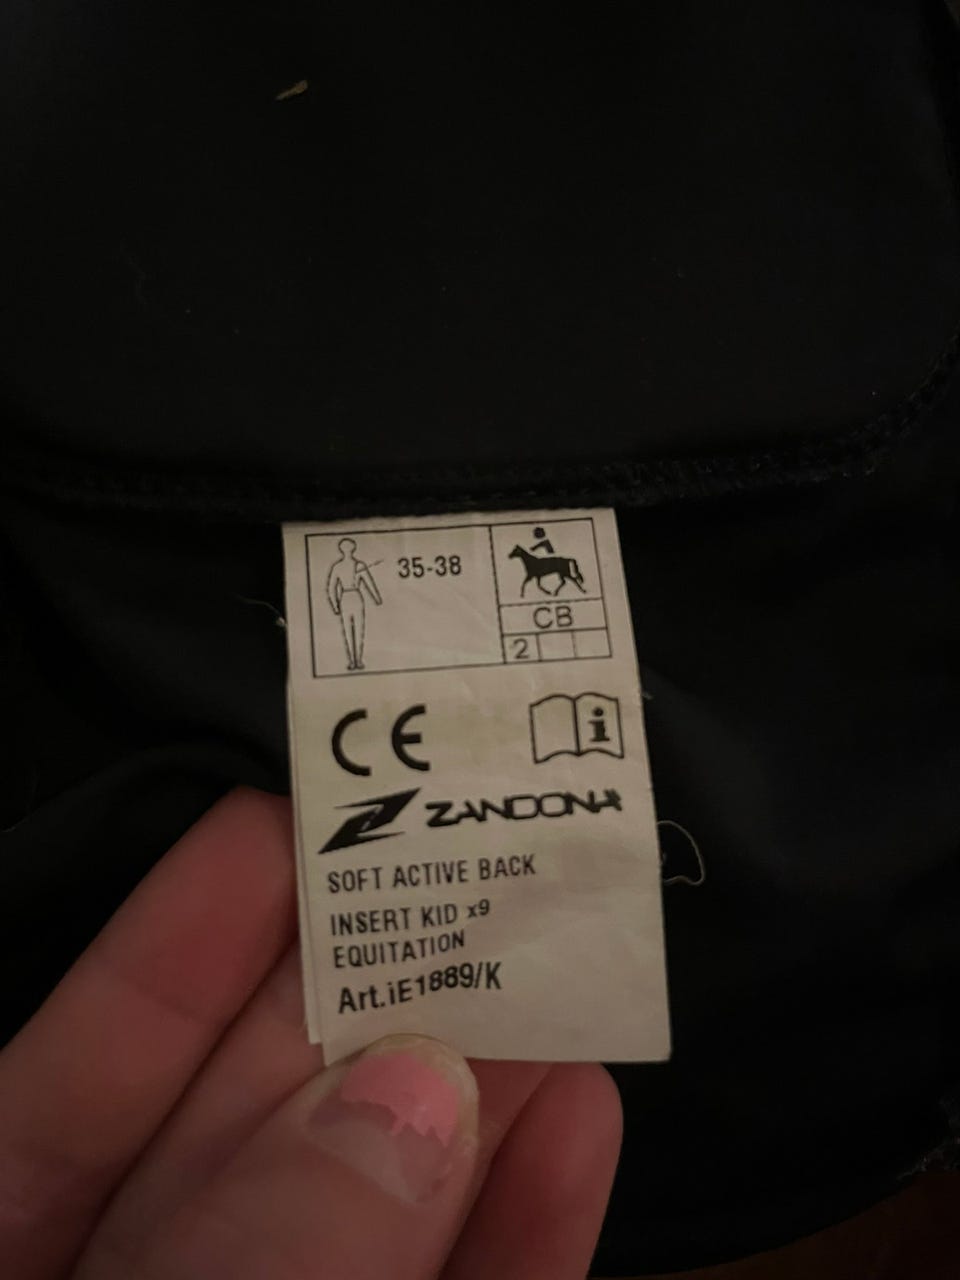 35-38
CB
2
CE
i
ZANDONA
SOFT ACTIVE BACK
INSERT KID x9
EQUITATION
Art.iE1889/K